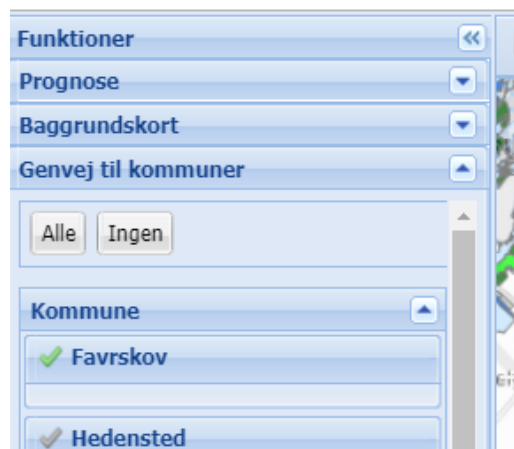 Funktioner
Prognose
Baggrundskort
Genvej til kommuner
Alle Ingen
Kommune
Favrskov
Hedensted